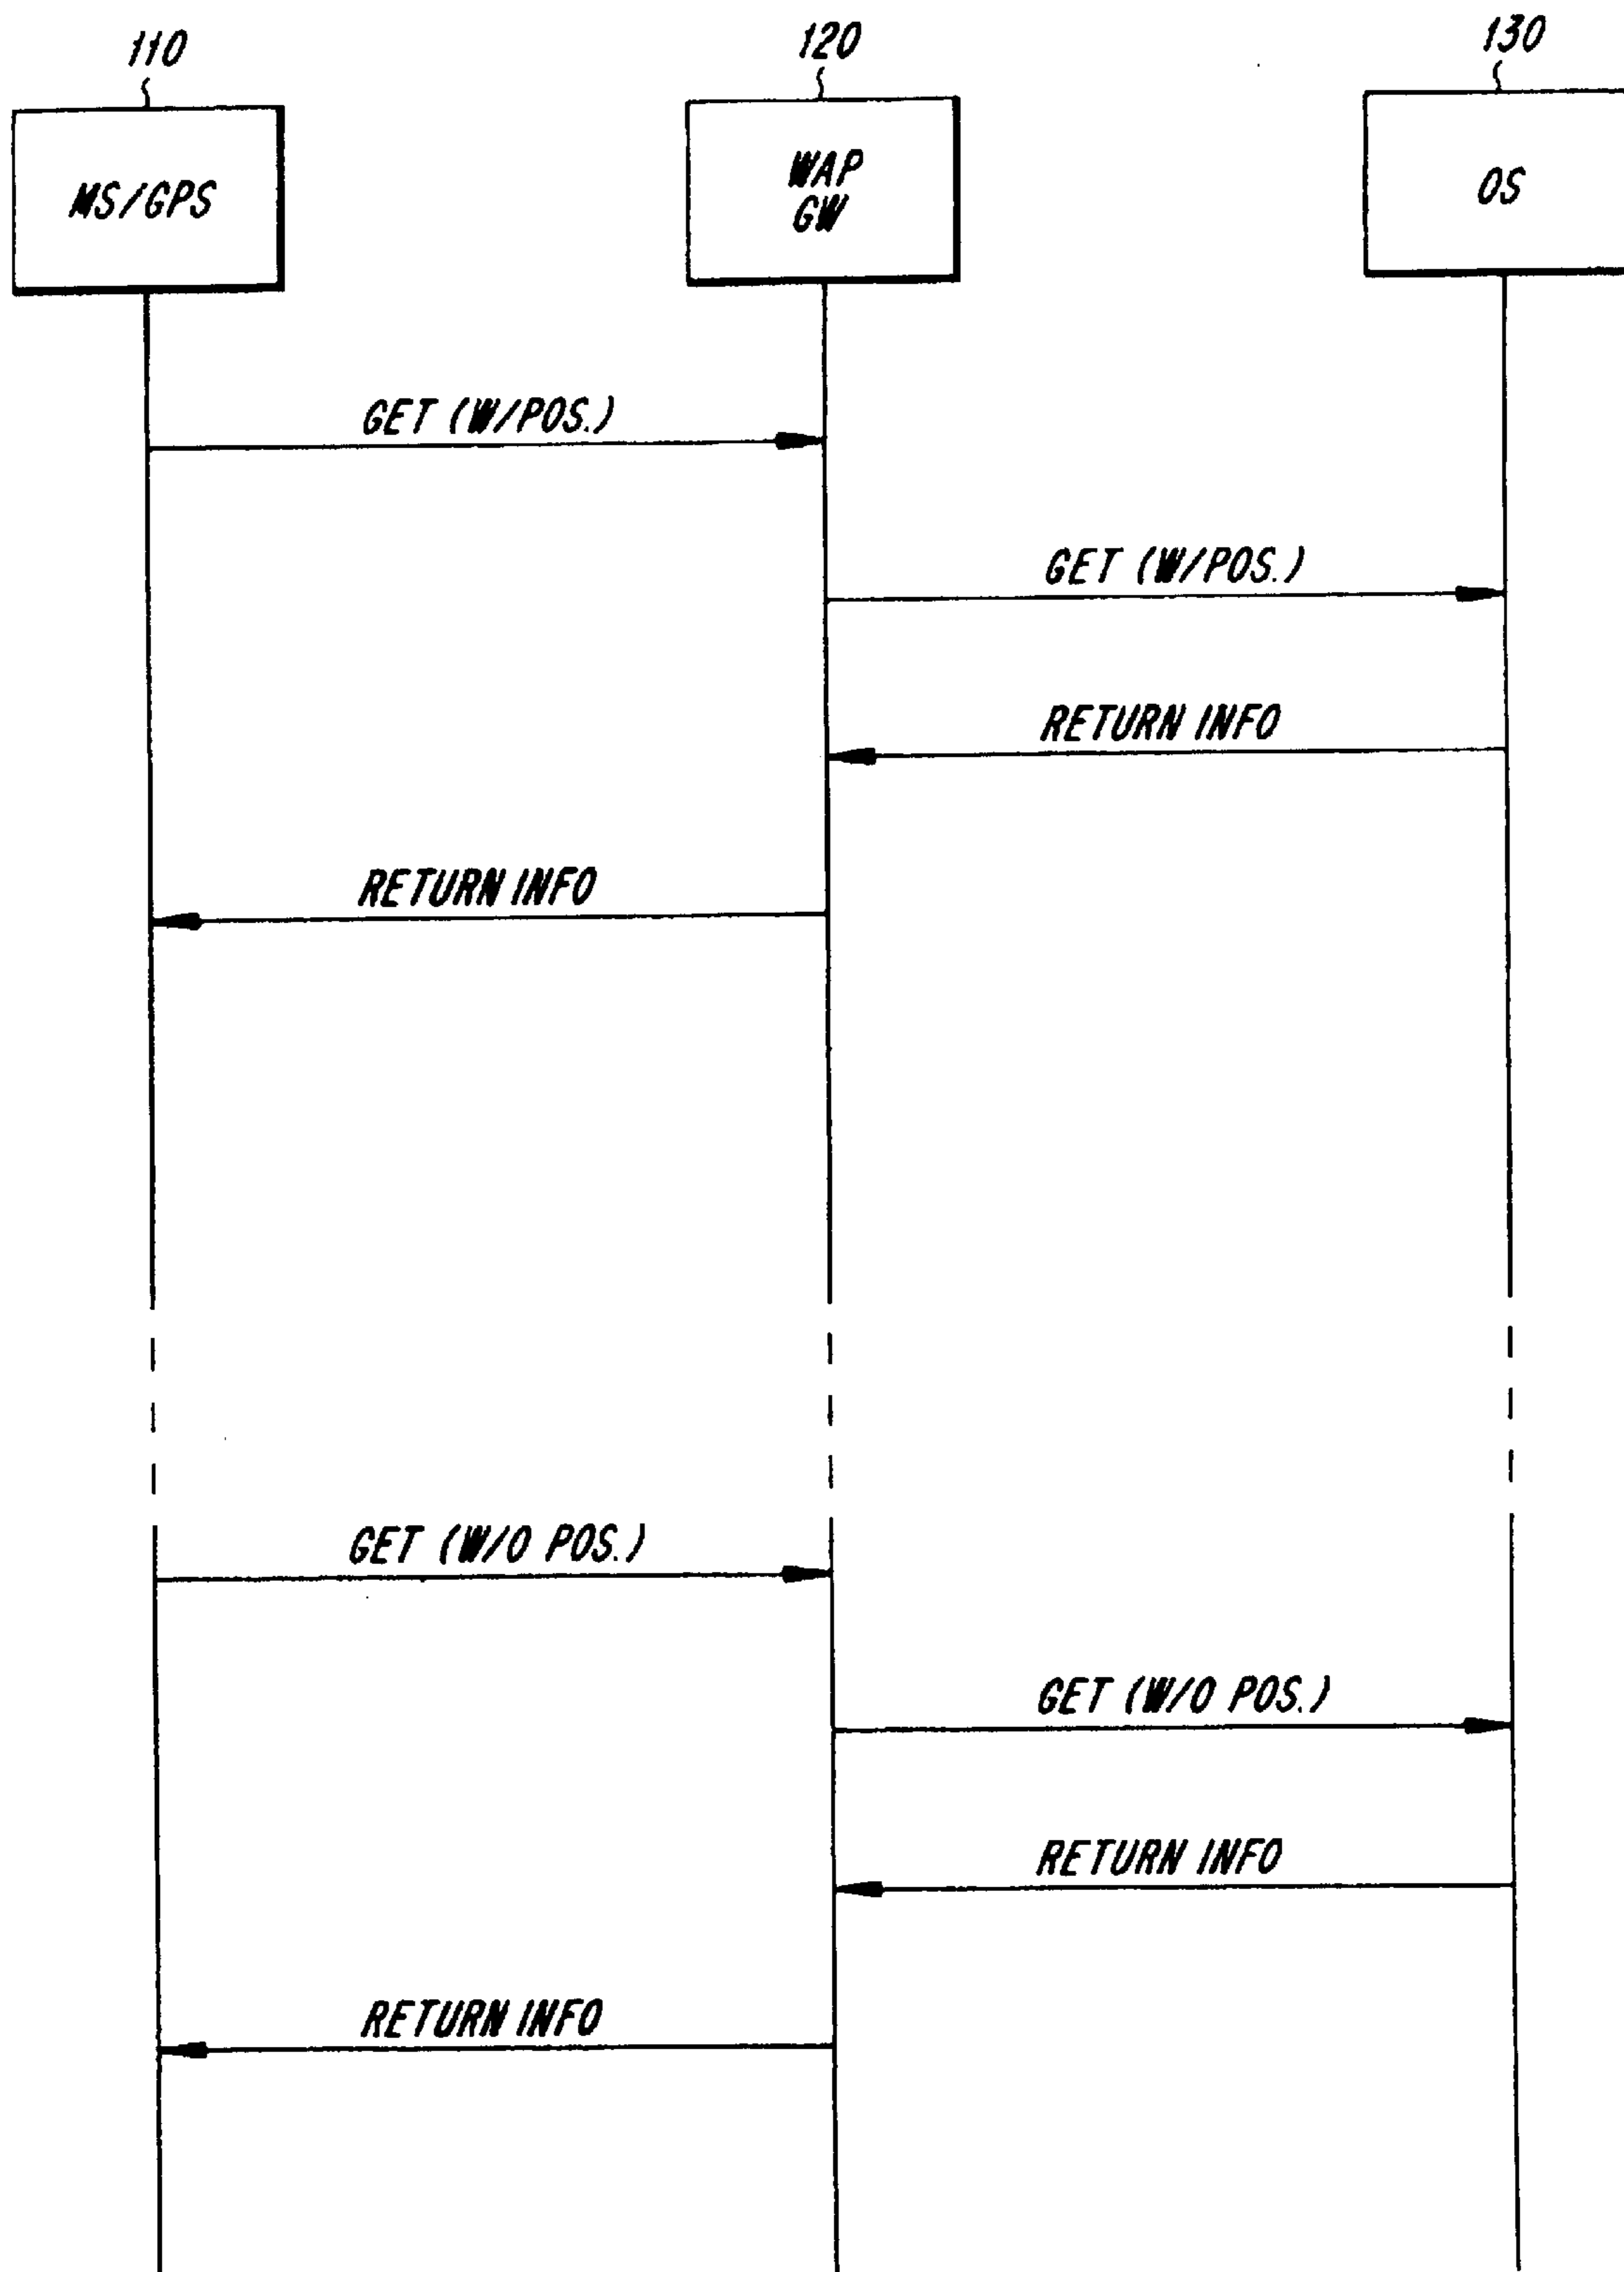 110
120
130
MS/GPS
WAP
GW
OS
GET (W/POS.)
GET (W/POS.)
RETURN INFO
RETURN INFO
GET (W/O POS.)
GET (W/O POS.)
RETURN INFO
RETURN INFO